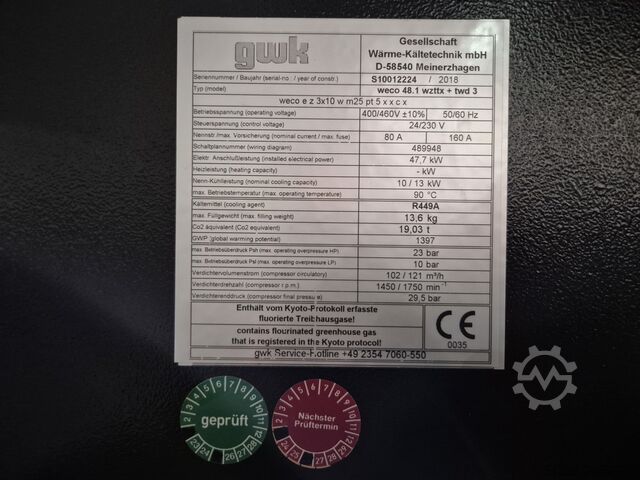 gwk
Gesellschaft
Wärme-Kältetechnik mbH
D-58540 Meinerzhagen
Seriennummer / Baujahr (serial-no / year of constr.) S10012224 / 2018
Typ (model) weco 48.1 wzttx + twd 3
weco e z 3x10 w m25 pt 5 x x c x
Betriebsspannung (operating voltage) 400/460V ±10% 50/60 Hz
Steuerspannung (control voltage) 24/230 V
Nennstr./max. Vorsicherung (nominal current / max. fuse) 80 A 160 A
Schaltplannummer (wiring diagram) 489948
Elektr. Anschlußleistung (installed electrical power) 47,7 kW
Heizleistung (heating capacity) - kW
Nenn-Kühlleistung (nominal cooling capacity) 10 / 13 kW
max. Betriebstemperatur (max. operating temperature) 90 °C
Kältemittel (cooling agent) R449A
max. Füllgewicht (max. filling weight) 13,6 kg
Co2 äquivalent (Co2 equivalent) 19,03 t
GWP (global warming potential) 1397
max. Betriebsüberdruck Psh (max. operating overpressure HP) 23 bar
max. Betriebsüberdruck Psl (max. operating overpressure LP) 10 bar
Verdichtervolumenstrom (compressor circulatory) 102 / 121 m³/h
Verdichterdrehzahl (compressor r.p.m.) 1450 / 1750 min⁻¹
Verdichterenddruck (compressor final pressu e) 29,5 bar
Enthält vom Kyoto-Protokoll erfasste
fluorierte Treibhausgase!
contains flourinated greenhouse gas
that is registered in the Kyoto protocol!
CE
0035
gwk Service-Hotline +49 2354 7060-550
geprüft
Nächster
Prüftermin